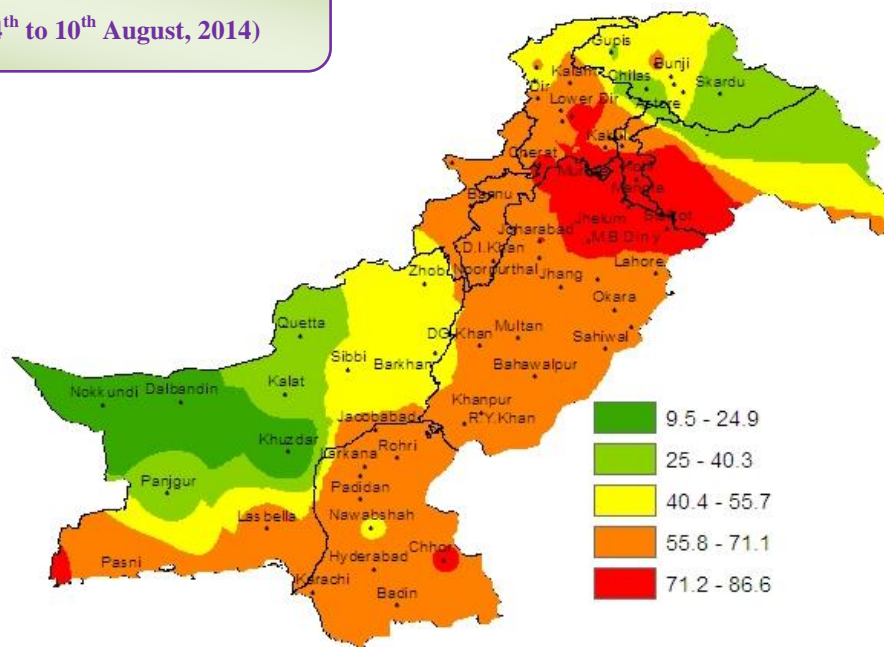 th to 10th August, 2014)
Gupis
Bunji
Kalam
Chilas
Skardu
Dir
Astore
Lower Dir
Kakul
Cherat
Mangla
Bannu
Jhelum
Sialkot
Joharabad
M.B.Din y
D.I.Khan
Lahore
Zhob
Noorpurthal
Jhang
Okara
Quetta
DG Khan
Multan
Sahiwal
Sibbi
Barkhan
Bahawalpur
Kalat
Nokkundi
Dalbandin
Khanpur
Jacobabad
R.Y.Khan
Khuzdar
Larkana
Rohri
Panjgur
Padidan
Lasbella
Nawabshah
Pasni
Hyderabad
Chhor
Karachi
Badin
9.5 - 24.9
25 - 40.3
40.4 - 55.7
55.8 - 71.1
71.2 - 86.6